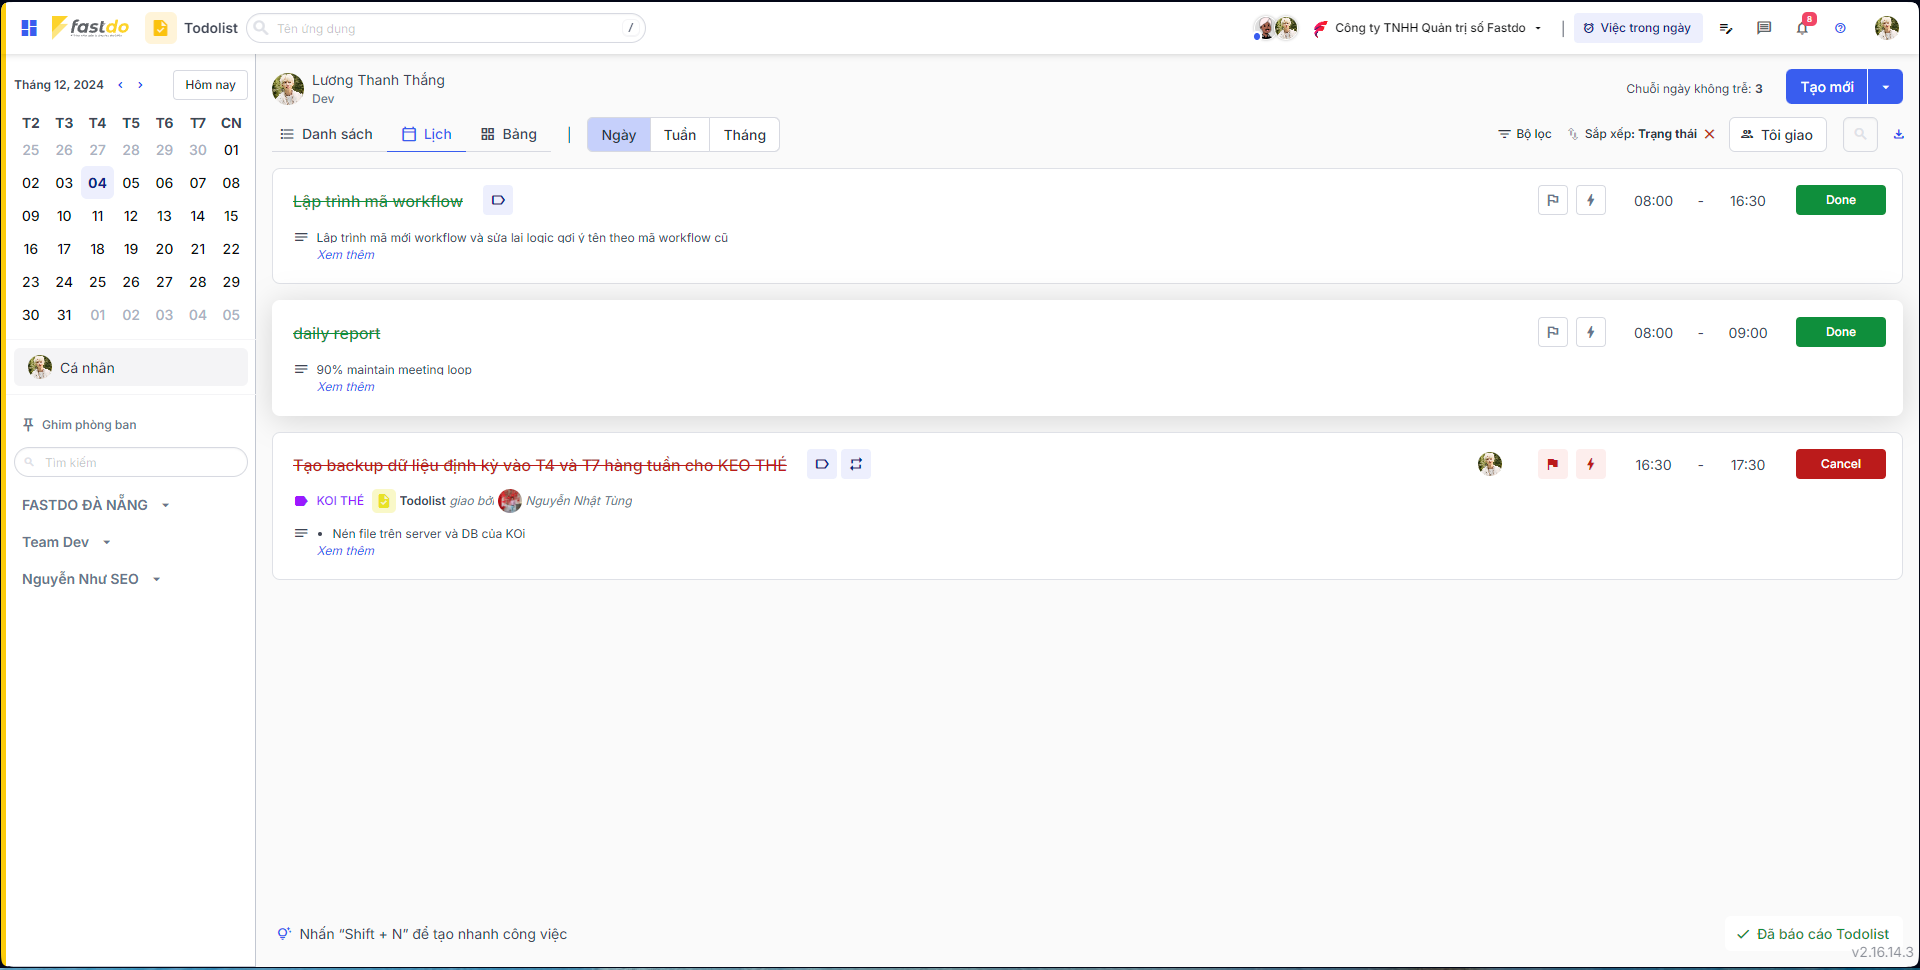 fastdo
Todolist
Tên ứng dụng
/
Công ty TNHH Quản trị số Fastdo
Việc trong ngày
8
Tháng 12, 2024
Hôm nay
T2 T3 T4 T5 T6 T7 CN
25 26 27 28 29 30 01
02 03 04 05 06 07 08
09 10 11 12 13 14 15
16 17 18 19 20 21 22
23 24 25 26 27 28 29
30 31 01 02 03 04 05
Cá nhân
Ghim phòng ban
Tìm kiếm
FASTDO ĐÀ NẴNG
Team Dev
Nguyễn Như SEO
Lương Thanh Thắng
Dev
Chuỗi ngày không trễ: 3
Tạo mới
Danh sách
Lịch
Bảng
Ngày
Tuần
Tháng
Bộ lọc
Sắp xếp: Trạng thái
Tôi giao
Lập trình mã workflow
08:00 - 16:30
Done
Lập trình mã mới workflow và sửa lại logic gợi ý tên theo mã workflow cũ
Xem thêm
daily report
08:00 - 09:00
Done
90% maintain meeting loop
Xem thêm
Tạo backup dữ liệu định kỳ vào T4 và T7 hàng tuần cho KEO THẺ
16:30 - 17:30
Cancel
KOI THÉ Todolist giao bởi Nguyễn Nhật Tùng
• Nén file trên server và DB của KOi
Xem thêm
Nhấn “Shift + N” để tạo nhanh công việc
Đã báo cáo Todolist
v2.16.14.3